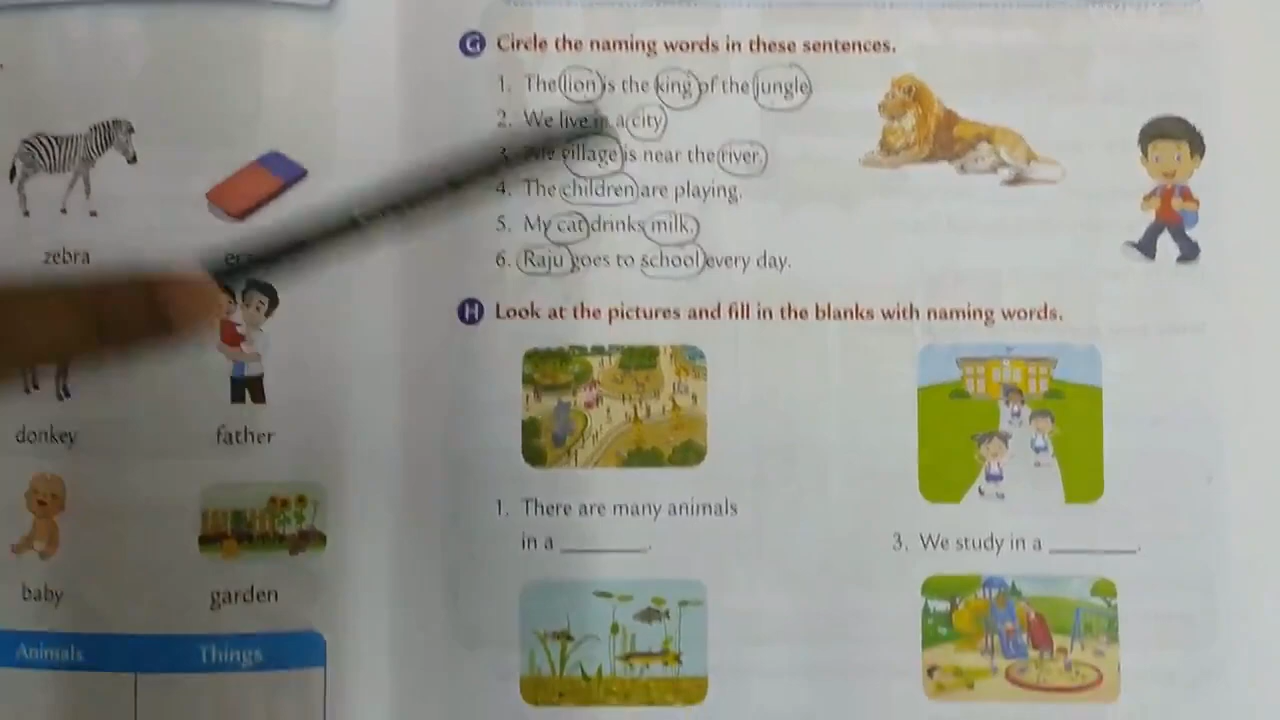 zebra
donkey
father
baby
garden
Animals
Things
G Circle the naming words in these sentences.
1. The lion is the king of the jungle
2. We live in a city
3. village is near the river.
4. The children are playing.
5. My cat drinks milk.
6. Raju goes to school every day.
H Look at the pictures and fill in the blanks with naming words.
1. There are many animals
in a ________.
3. We study in a ________.